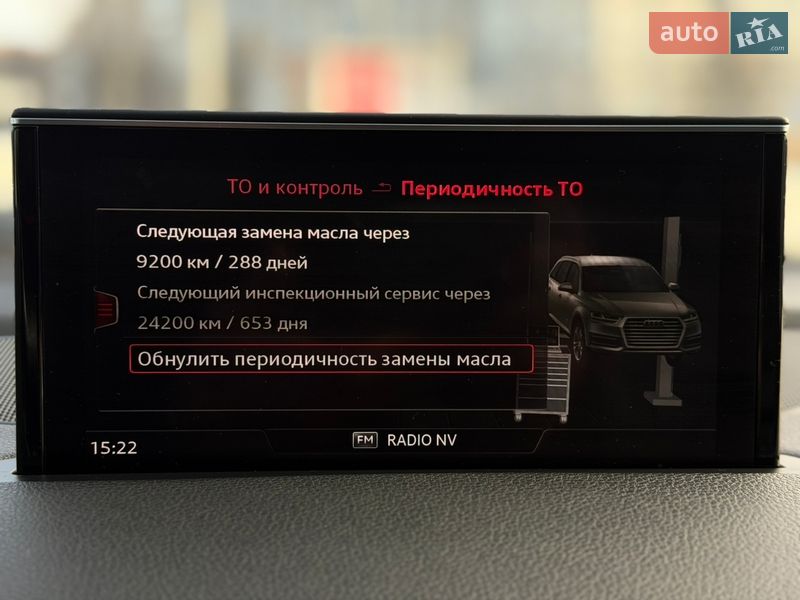 auto RIA
.com
ТО и контроль Периодичность ТО
Следующая замена масла через
9200 км / 288 дней
Следующий инспекционный сервис через
24200 км / 653 дня
Обнулить периодичность замены масла
15:22
FM RADIO NV